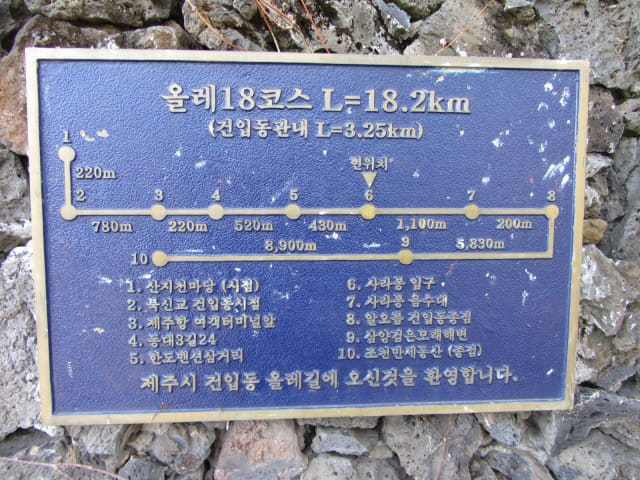 올레18코스 L=18.2km
(건입동관내 L=3.25km)
현위치
1
220m
2 3 4 5 6 7 8
780m 220m 520m 430m 1,100m 200m
8,900m 5,830m
10 9
1. 산지천마당 (시점)
2. 북신교 건입동시점
3. 제주항 여객터미널앞
4. 동대3길24
5. 한도맨션삼거리
6. 사라봉 입구
7. 사라봉 음수대
8. 알오름 건입동종점
9. 삼양검은모래해변
10. 조천만세동산 (종점)
제주시 건입동 올레길에 오신것을 환영합니다.